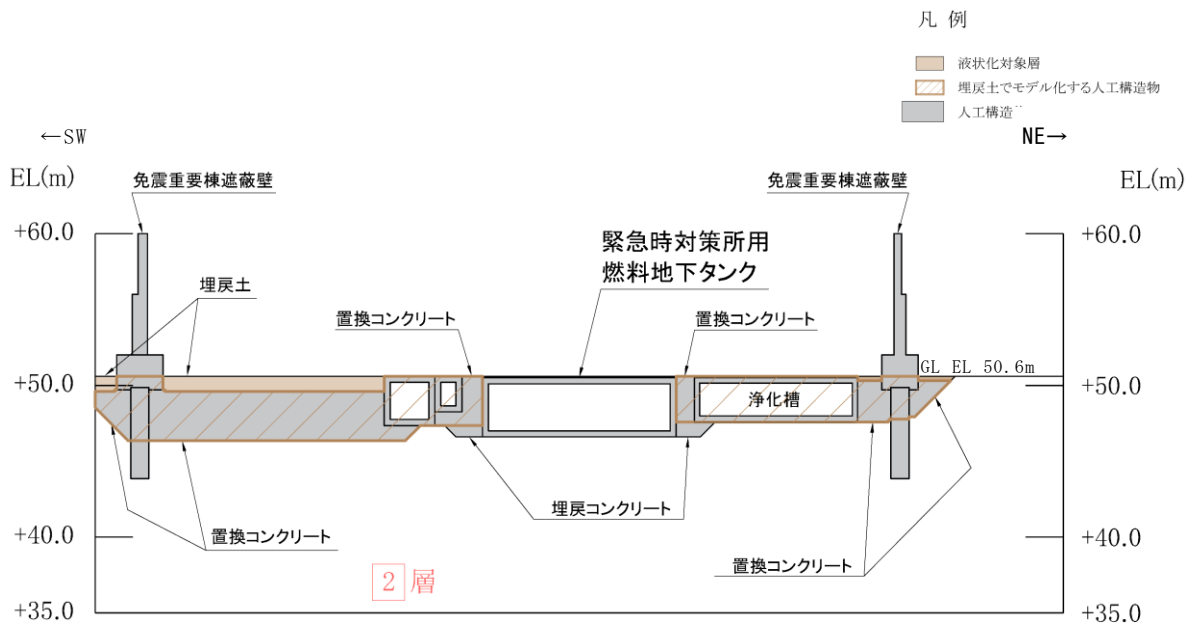 凡 例
液状化対象層
埋戻土でモデル化する人工構造物
人工構造
←SW
NE→
EL(m)
EL(m)
免震重要棟遮蔽壁
免震重要棟遮蔽壁
+60.0
+60.0
緊急時対策所用
燃料地下タンク
埋戻土
置換コンクリート
置換コンクリート
GL EL 50.6m
+50.0
+50.0
浄化槽
埋戻コンクリート
置換コンクリート
置換コンクリート
+40.0
+40.0
2 層
+35.0
+35.0